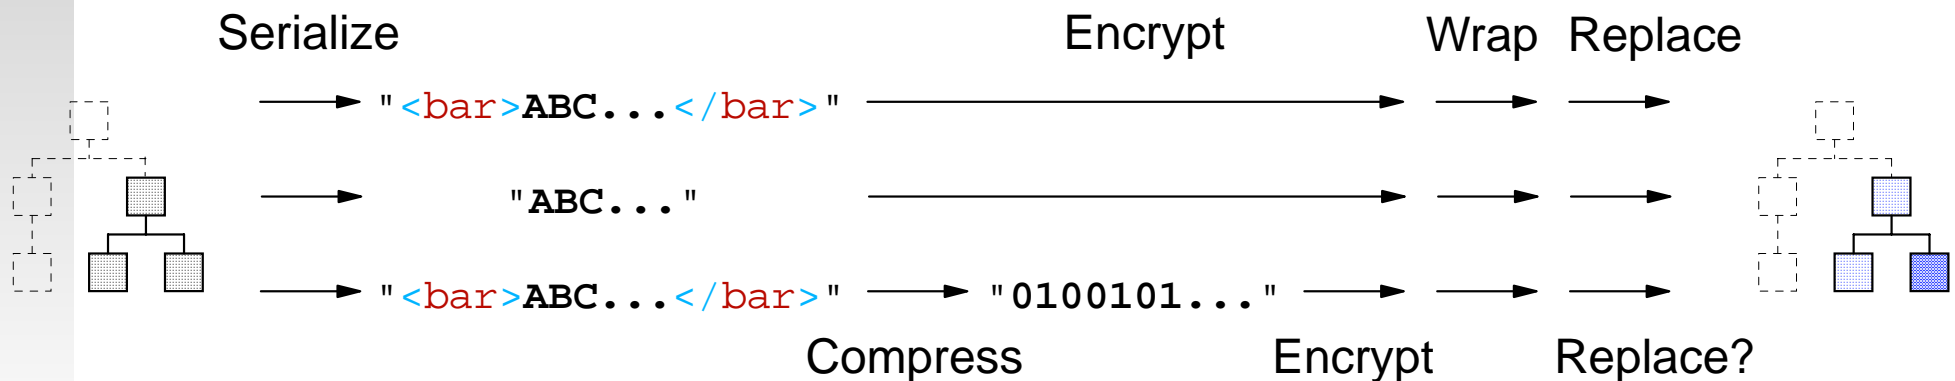 Serialize Encrypt Wrap Replace
"<bar>ABC...</bar>"
"ABC..."
"<bar>ABC...</bar>" "0100101..."
Compress Encrypt Replace?